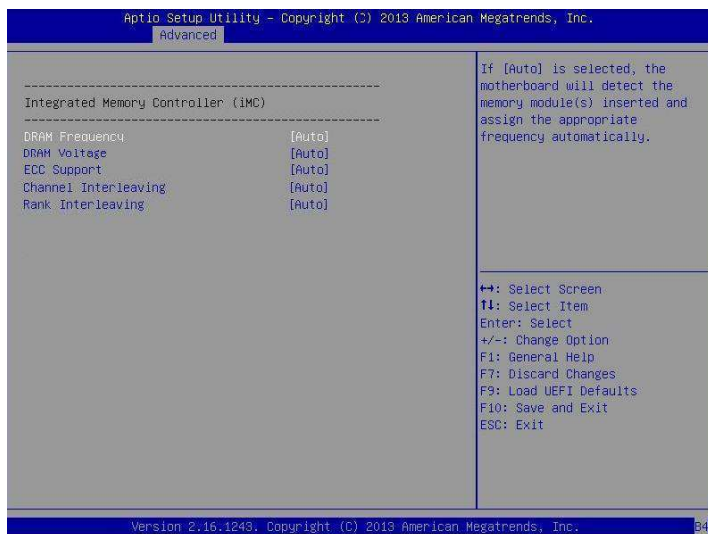 Aptio Setup Utility – Copyright (C) 2013 American Megatrends, Inc.
Advanced
------------------------------------------------
Integrated Memory Controller (iMC)
------------------------------------------------
DRAM Frequency [Auto]
DRAM Voltage [Auto]
ECC Support [Auto]
Channel Interleaving [Auto]
Rank Interleaving [Auto]
If [Auto] is selected, the
motherboard will detect the
memory module(s) inserted and
assign the appropriate
frequency automatically.
↔: Select Screen
↑↓: Select Item
Enter: Select
+/-: Change Option
F1: General Help
F7: Discard Changes
F9: Load UEFI Defaults
F10: Save and Exit
ESC: Exit
Version 2.16.1243. Copyright (C) 2013 American Megatrends, Inc.
B4